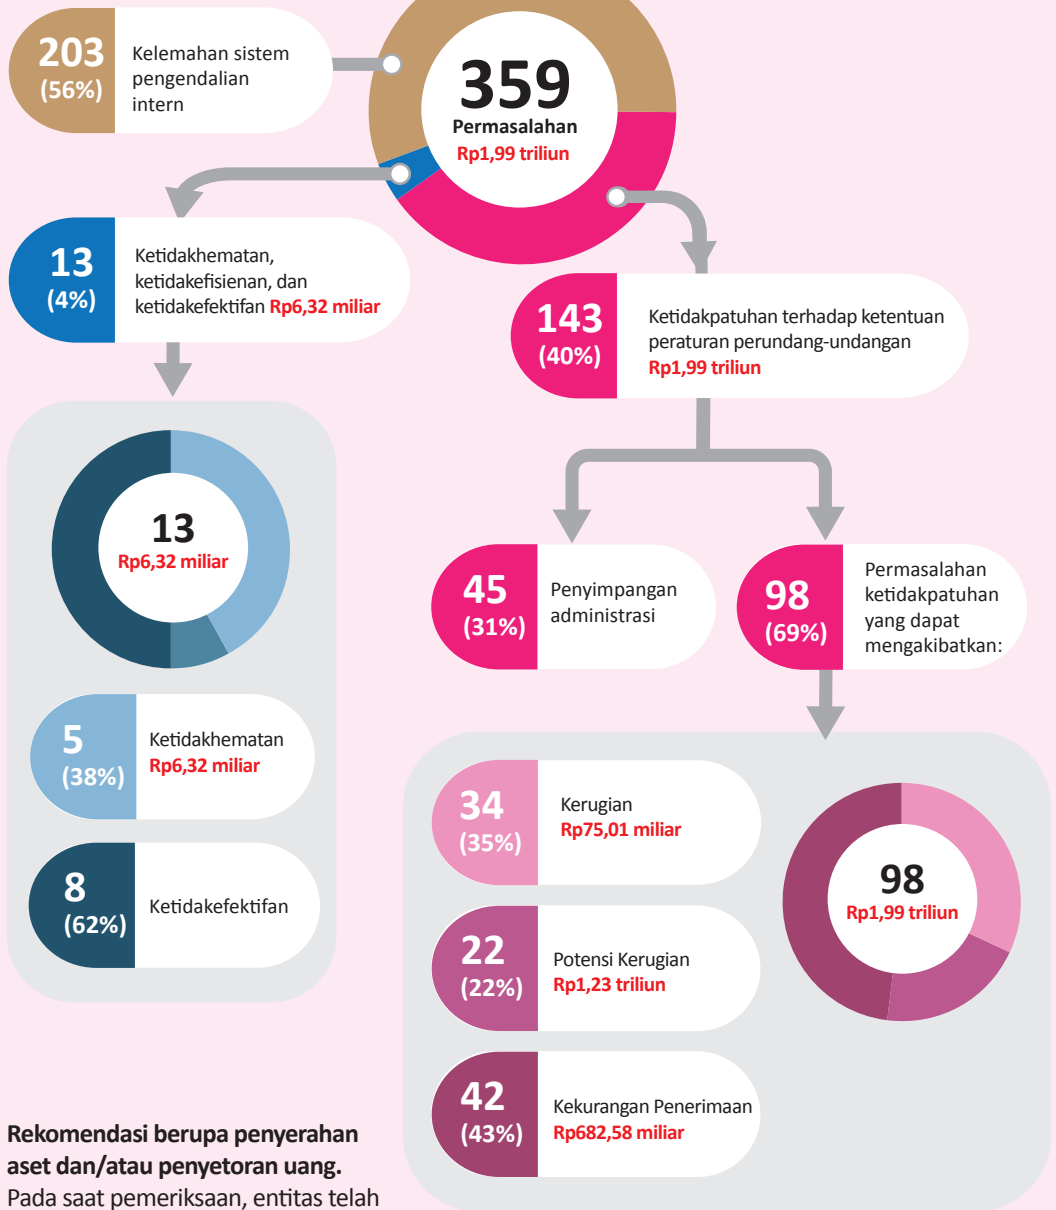 203
(56%)
Kelemahan sistem
pengendalian
intern
359
Permasalahan
Rp1,99 triliun
13
(4%)
Ketidakhematan,
ketidakefisienan, dan
ketidakefektifan Rp6,32 miliar
143
(40%)
Ketidakpatuhan terhadap ketentuan
peraturan perundang-undangan
Rp1,99 triliun
13
Rp6,32 miliar
5
(38%)
Ketidakhematan
Rp6,32 miliar
8
(62%)
Ketidakefektifan
45
(31%)
Penyimpangan
administrasi
98
(69%)
Permasalahan
ketidakpatuhan
yang dapat
mengakibatkan:
34
(35%)
Kerugian
Rp75,01 miliar
22
(22%)
Potensi Kerugian
Rp1,23 triliun
42
(43%)
Kekurangan Penerimaan
Rp682,58 miliar
98
Rp1,99 triliun
Rekomendasi berupa penyerahan
aset dan/atau penyetoran uang.
Pada saat pemeriksaan, entitas telah